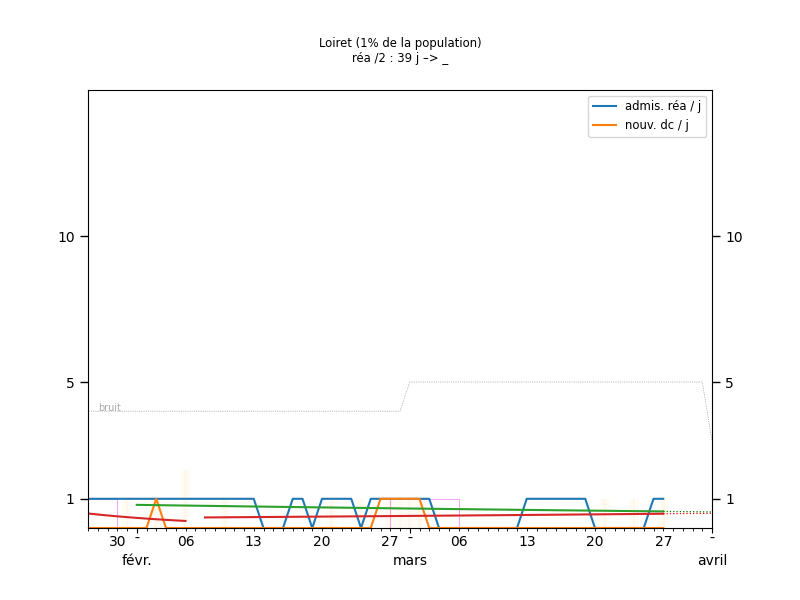 Loiret (1% de la population)
réa /2 : 39 j –> _
admis. réa / j
nouv. dc / j
10 10
5 5
bruit
1 1
30 - 06 13 20 27 - 06 13 20 27 -
févr. mars avril